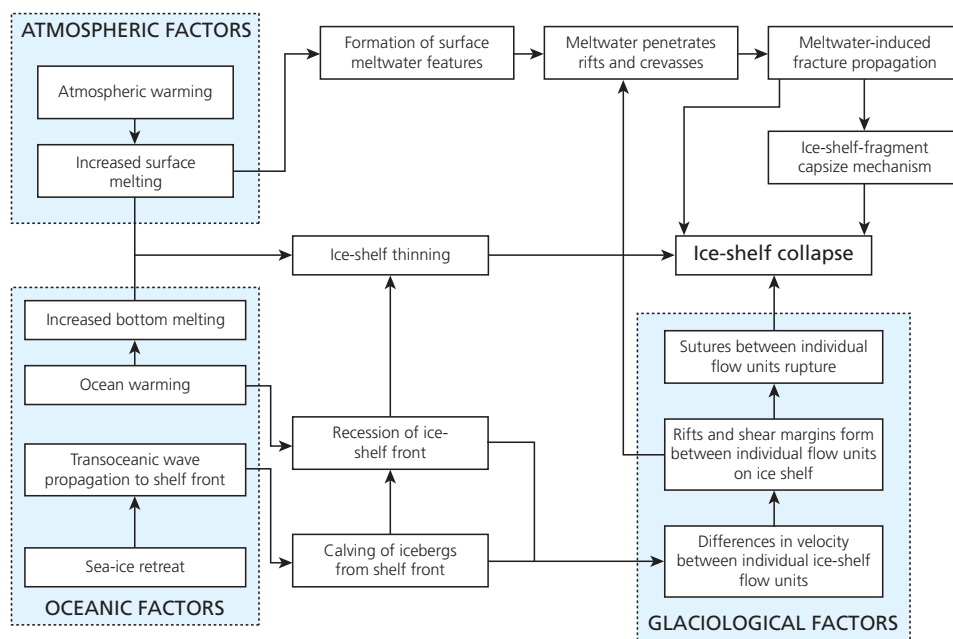 ATMOSPHERIC FACTORS
Atmospheric warming
Increased surface
melting
Formation of surface
meltwater features
Meltwater penetrates
rifts and crevasses
Meltwater-induced
fracture propagation
Ice-shelf-fragment
capsize mechanism
Ice-shelf thinning
Ice-shelf collapse
Increased bottom melting
Ocean warming
Transoceanic wave
propagation to shelf front
Sea-ice retreat
OCEANIC FACTORS
Recession of ice-
shelf front
Calving of icebergs
from shelf front
Sutures between individual
flow units rupture
Rifts and shear margins form
between individual flow units
on ice shelf
Differences in velocity
between individual ice-shelf
flow units
GLACIOLOGICAL FACTORS